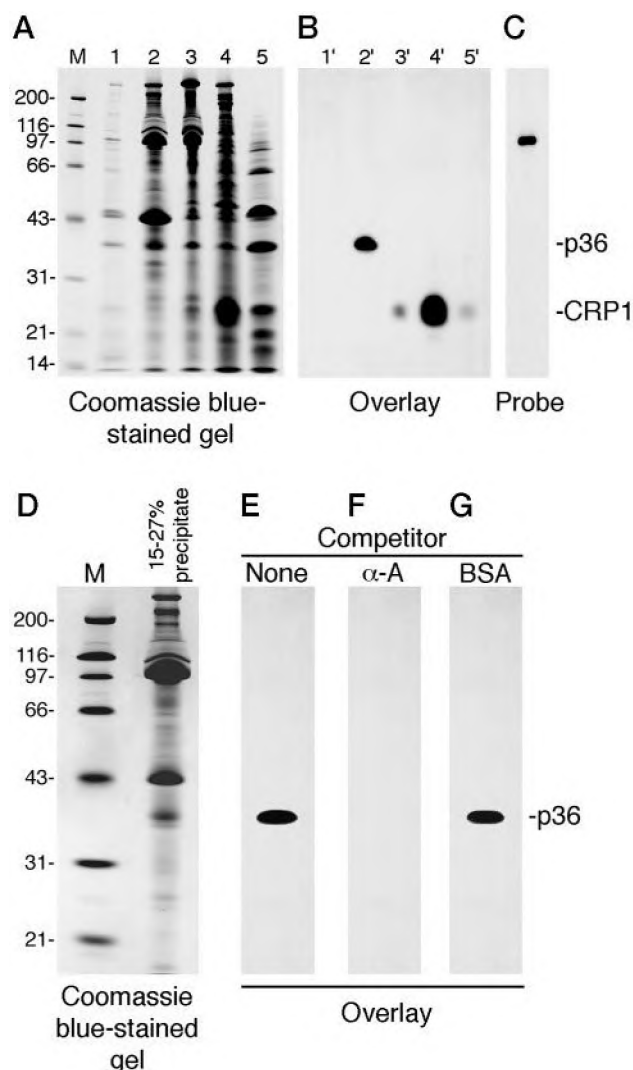 A B C
M 1 2 3 4 5 1' 2' 3' 4' 5'
200-
116-
97-
66-
43-
31-
21-
14-
-p36
-CRP1
Coomassie blue-
stained gel
Overlay
Probe
D E F G
M
15-27%
precipitate
Competitor
None α-A BSA
200-
116-
97-
66-
43-
31-
21-
-p36
Coomassie
blue-stained
gel
Overlay